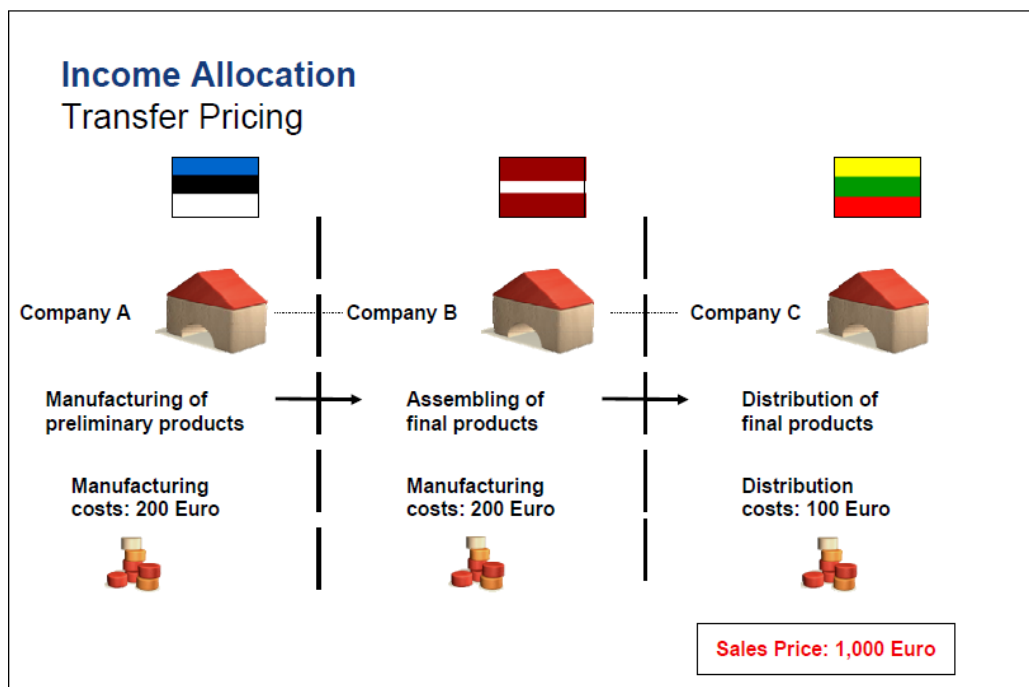 Income Allocation
Transfer Pricing
Company A
Company B
Company C
Manufacturing of
preliminary products
Assembling of
final products
Distribution of
final products
Manufacturing
costs: 200 Euro
Manufacturing
costs: 200 Euro
Distribution
costs: 100 Euro
Sales Price: 1,000 Euro